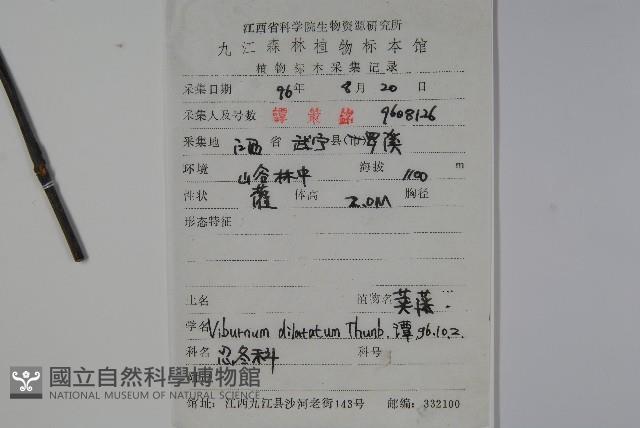 江西省科学院生物资源研究所
九江森林植物标本馆
植物标本采集记录
采集日期 96年 8月 20日
采集人及号数 譚策銘 9608126
采集地 江西省 武宁县(市)罗溪
环境 山谷林中 海拔 1100 m
性状 灌 体高 2.0M 胸径
形态特征
土名 植物名 荚蒾.
学名 Viburnum dilatatum Thunb. 谭 96.10.2.
科名 忍冬科 科号
國立自然科學博物館
NATIONAL MUSEUM OF NATURAL SCIENCE
馆址:江西九江县沙河老街143号 邮编:332100